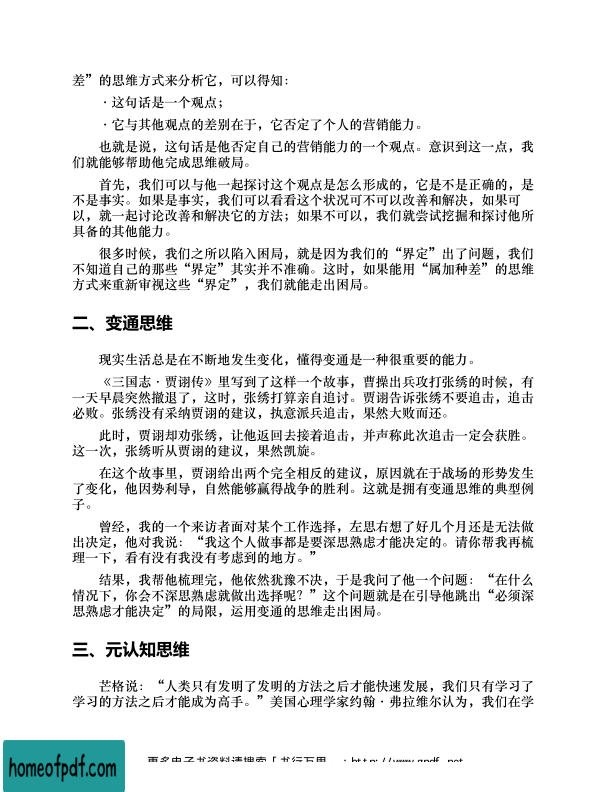 差”的思维方式来分析它，可以得知：
·这句话是一个观点；
·它与其他观点的差别在于，它否定了个人的营销能力。
也就是说，这句话是他否定自己的营销能力的一个观点。意识到这一点，我
们就能够帮助他完成思维破局。
首先，我们可以与他一起探讨这个观点是怎么形成的，它是不是正确的，是
不是事实。如果是事实，我们可以看看这个状况可不可以改善和解决，如果可
以，就一起讨论改善和解决它的方法；如果不可以，我们就尝试挖掘和探讨他所
具备的其他能力。
很多时候，我们之所以陷入困局，就是因为我们的“界定”出了问题，我们
不知道自己的那些“界定”其实并不准确。这时，如果能用“属加种差”的思维
方式来重新审视这些“界定”，我们就能走出困局。
二、变通思维
现实生活总是在不断地发生变化，懂得变通是一种很重要的能力。
《三国志·贾诩传》里写到了这样一个故事，曹操出兵攻打张绣的时候，有
一天早晨突然撤退了，这时，张绣打算亲自追讨。贾诩告诉张绣不要追击，追击
必败。张绣没有采纳贾诩的建议，执意派兵追击，果然大败而还。
此时，贾诩却劝张绣，让他返回去接着追击，并声称此次追击一定会获胜。
这一次，张绣听从贾诩的建议，果然凯旋。
在这个故事里，贾诩给出两个完全相反的建议，原因就在于战场的形势发生
了变化，他因势利导，自然能够赢得战争的胜利。这就是拥有变通思维的典型例
子。
曾经，我的一个来访者面对某个工作选择，左思右想了好几个月还是无法做
出决定，他对我说：“我这个人做事都是要深思熟虑才能决定的。请你帮我再梳
理一下，看有没有我没有考虑到的地方。”
结果，我帮他梳理完，他依然犹豫不决，于是我问了他一个问题：“在什么
情况下，你会不深思熟虑就做出选择呢？”这个问题就是在引导他跳出“必须深
思熟虑才能决定”的局限，运用变通的思维走出困局。
三、元认知思维
芒格说：“人类只有发明了发明的方法之后才能快速发展，我们只有学习了
学习的方法之后才能成为高手。”美国心理学家约翰·弗拉维尔认为，我们在学
homeofpdf.com